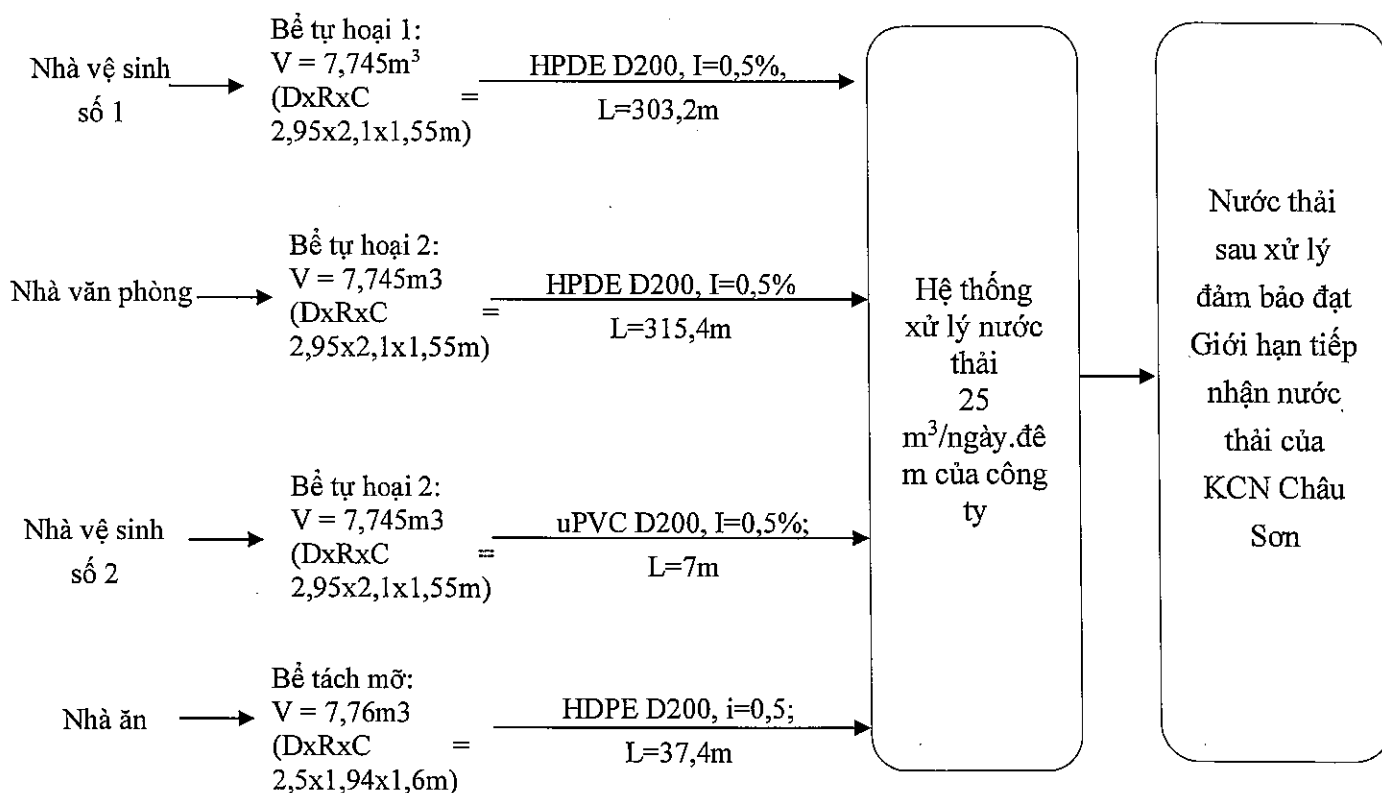 Nhà vệ sinh
số 1
Bể tự hoại 1:
V = 7,745m³
(DxRxC =
2,95x2,1x1,55m)
HPDE D200, I=0,5%,
L=303,2m
Nhà văn phòng
Bể tự hoại 2:
V = 7,745m3
(DxRxC =
2,95x2,1x1,55m)
HPDE D200, I=0,5%
L=315,4m
Nhà vệ sinh
số 2
Bể tự hoại 2:
V = 7,745m3
(DxRxC =
2,95x2,1x1,55m)
uPVC D200, I=0,5%;
L=7m
Nhà ăn
Bể tách mỡ:
V = 7,76m3
(DxRxC =
2,5x1,94x1,6m)
HDPE D200, i=0,5;
L=37,4m
Hệ thống
xử lý nước
thải
25
m³/ngày.đê
m của công
ty
Nước thải
sau xử lý
đảm bảo đạt
Giới hạn tiếp
nhận nước
thải của
KCN Châu
Sơn